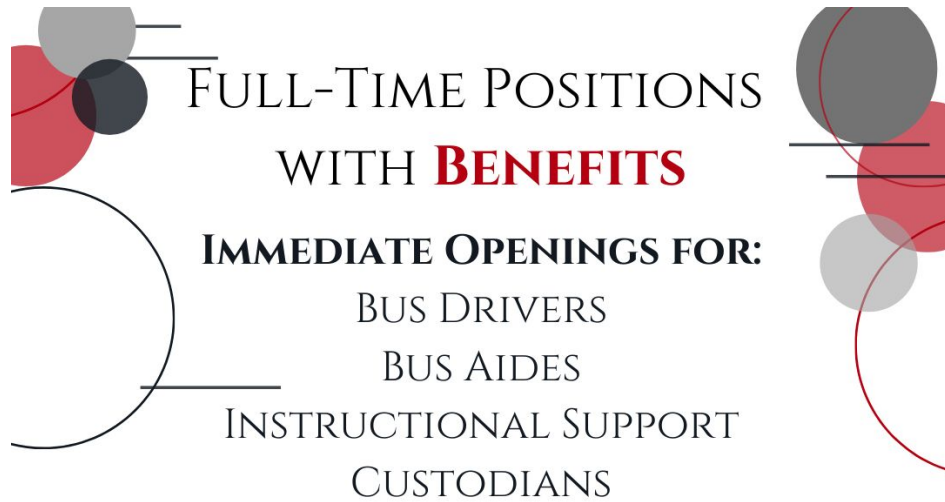 Full-Time Positions
with Benefits
Immediate Openings for:
Bus Drivers
Bus Aides
Instructional Support
Custodians